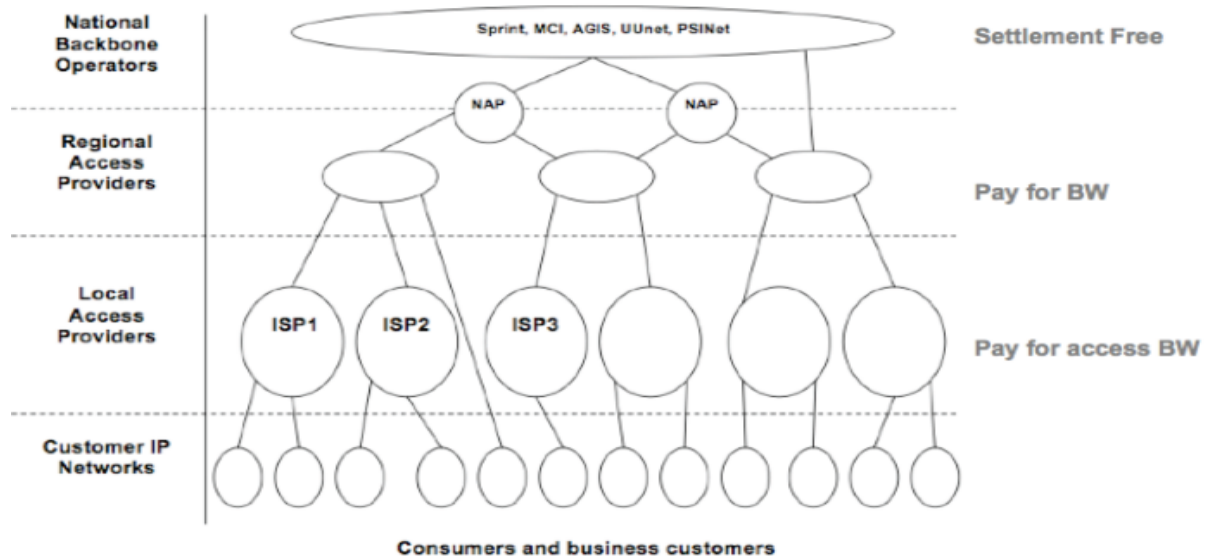 National
Backbone
Operators
Sprint, MCI, AGIS, UUnet, PSINet
Settlement Free
NAP
NAP
Regional
Access
Providers
Pay for BW
Local
Access
Providers
ISP1
ISP2
ISP3
Pay for access BW
Customer IP
Networks
Consumers and business customers